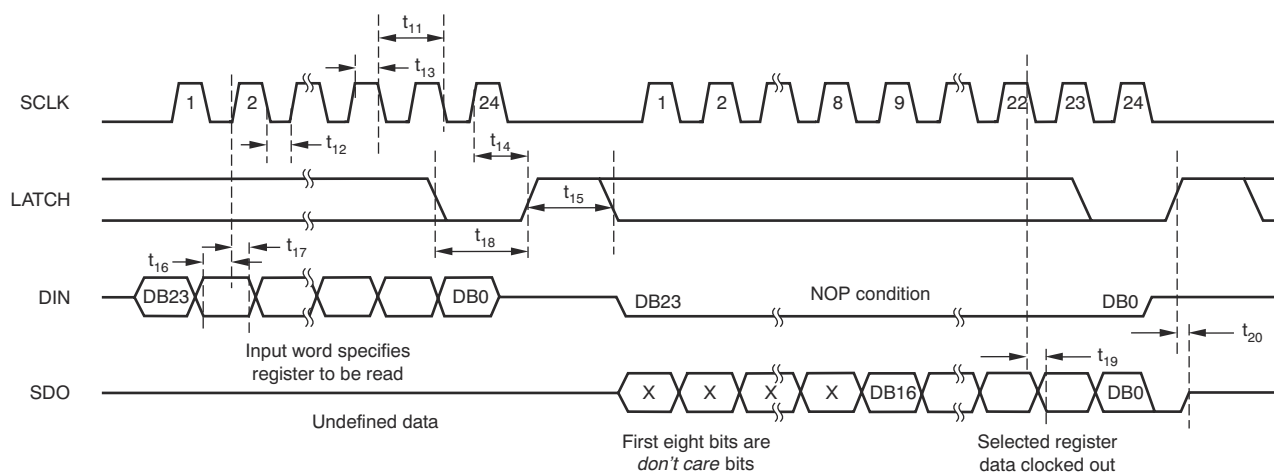 t11
t13
SCLK
1
2
24
1
2
8
9
22
23
24
t12
t14
LATCH
t15
t18
t16
t17
DIN
DB23
DB0
DB23
NOP condition
DB0
t20
Input word specifies
register to be read
t19
SDO
X
X
X
X
DB16
DB0
Undefined data
First eight bits are
don't care bits
Selected register
data clocked out